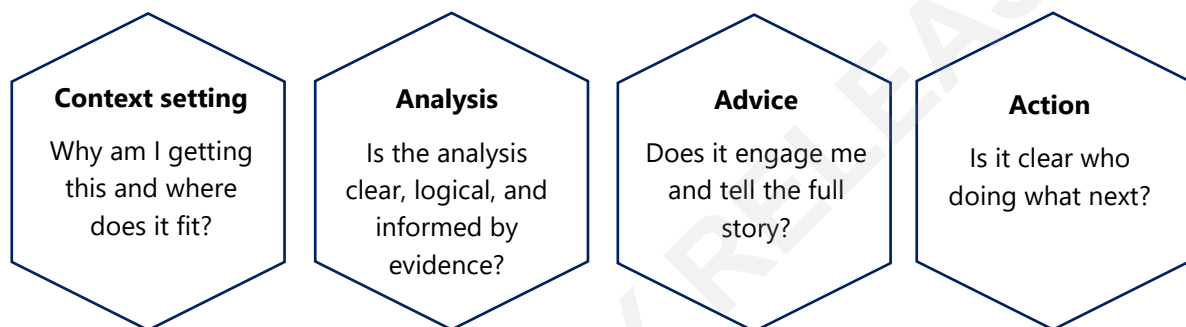 Context setting
Why am I getting
this and where
does it fit?
Analysis
Is the analysis
clear, logical, and
informed by
evidence?
Advice
Does it engage me
and tell the full
story?
Action
Is it clear who
doing what next?